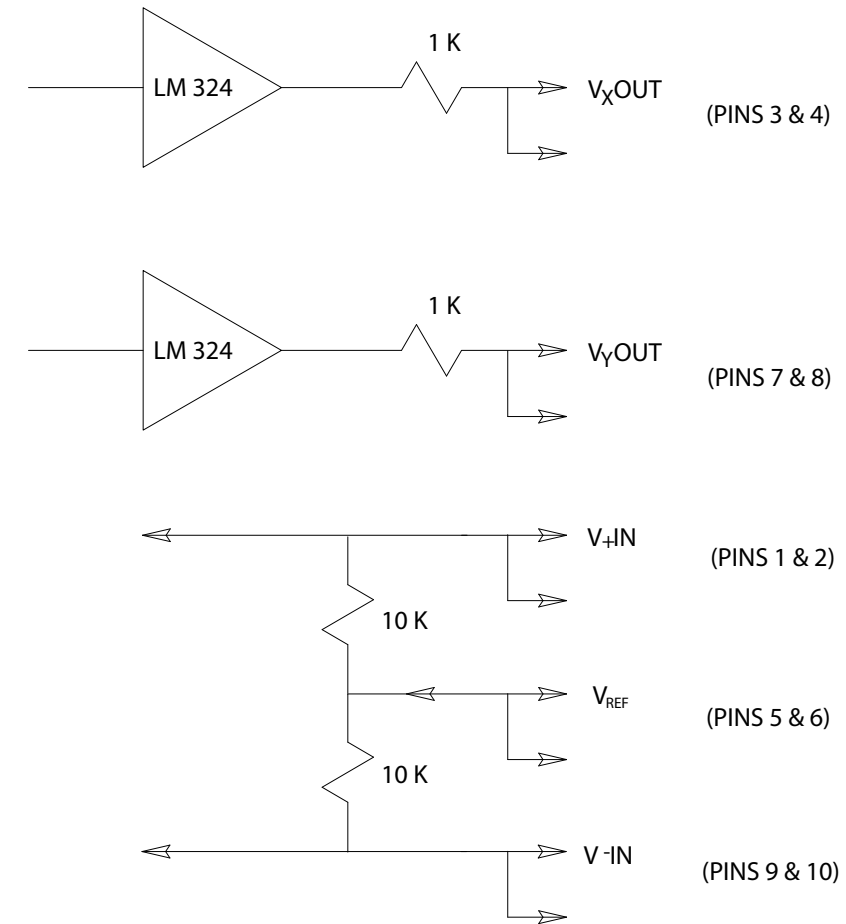 1 K
LM 324
VXOUT
(PINS 3 & 4)
1 K
LM 324
VYOUT
(PINS 7 & 8)
V+IN
(PINS 1 & 2)
10 K
VREF
(PINS 5 & 6)
10 K
V-IN
(PINS 9 & 10)